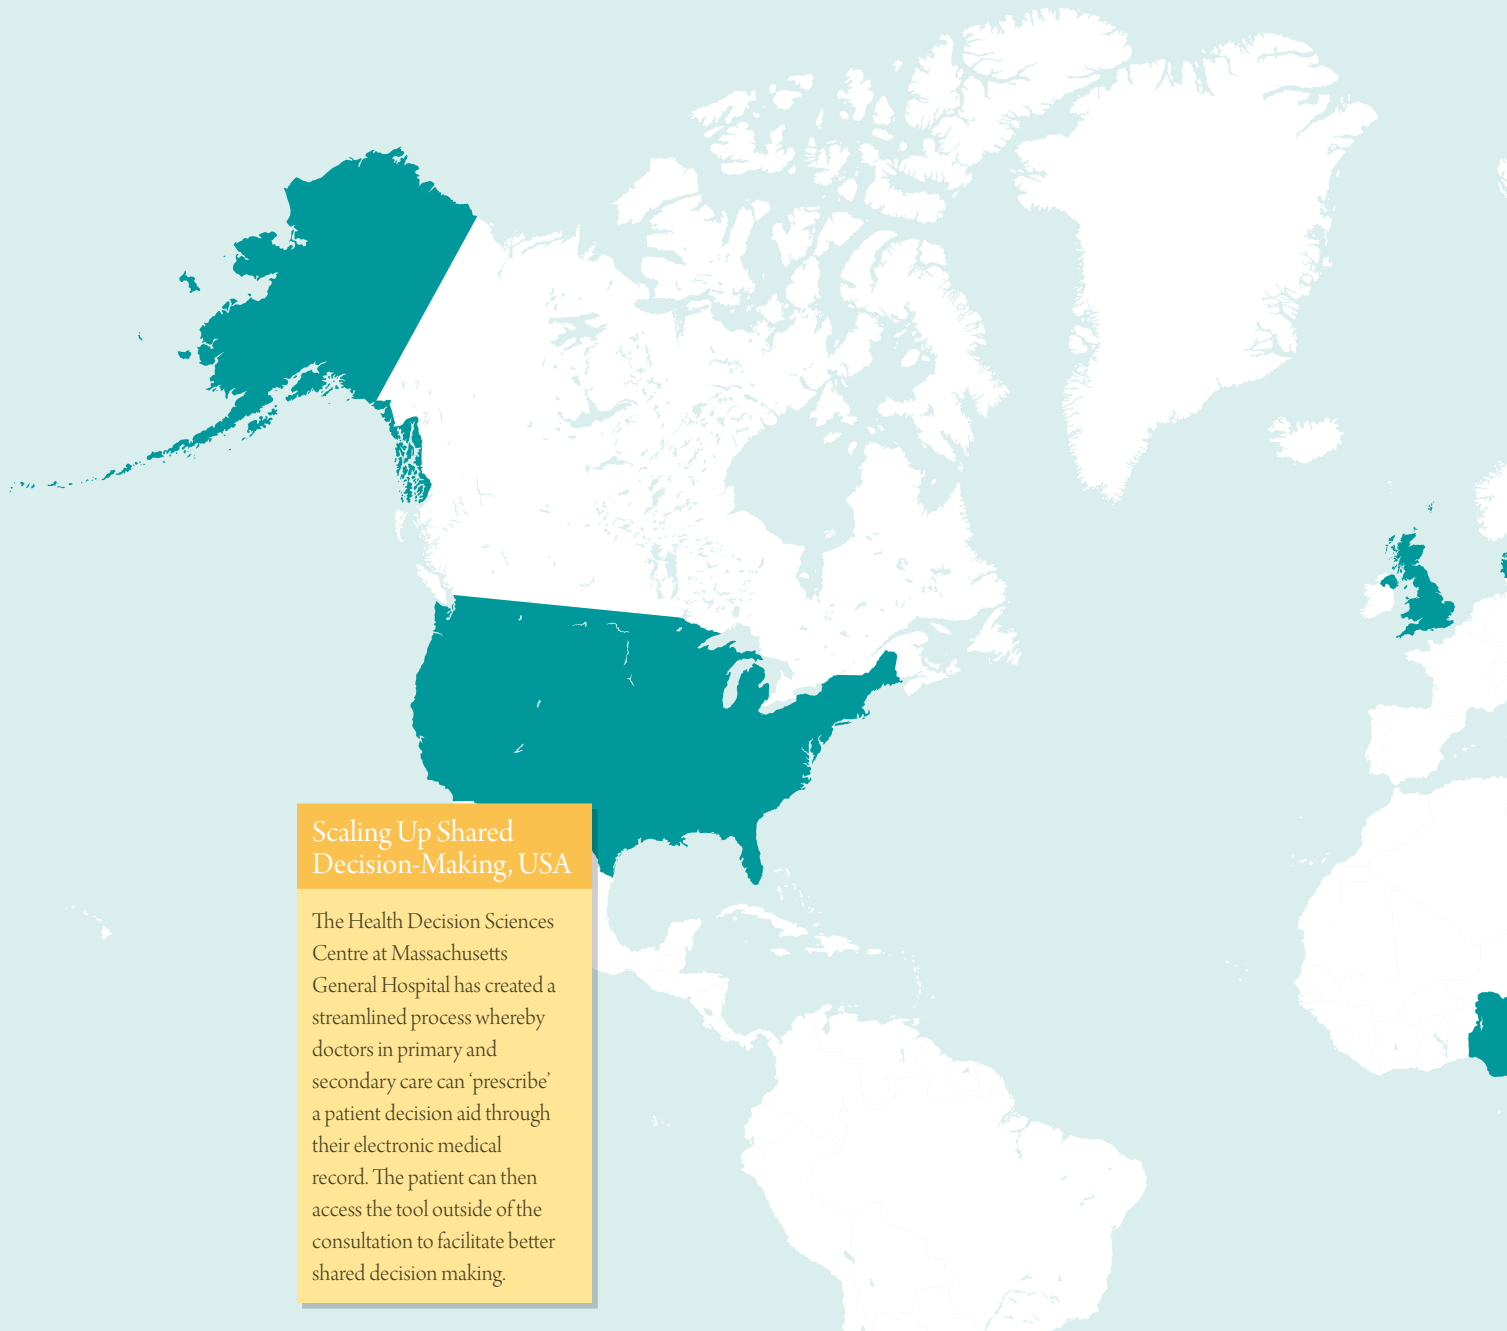 Scaling Up Shared
Decision-Making, USA
The Health Decision Sciences
Centre at Massachusetts
General Hospital has created a
streamlined process whereby
doctors in primary and
secondary care can ‘prescribe’
a patient decision aid through
their electronic medical
record. The patient can then
access the tool outside of the
consultation to facilitate better
shared decision making.